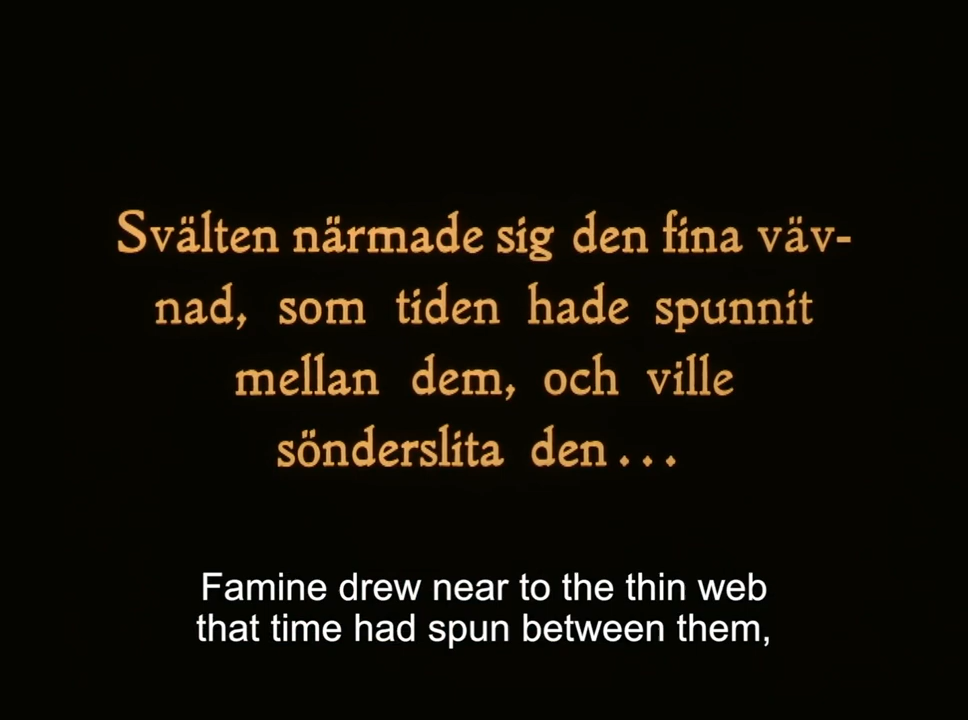 Svälten närmade sig den fina väv-
nad, som tiden hade spunnit
mellan dem, och ville
sönderslita den...
Famine drew near to the thin web
that time had spun between them,